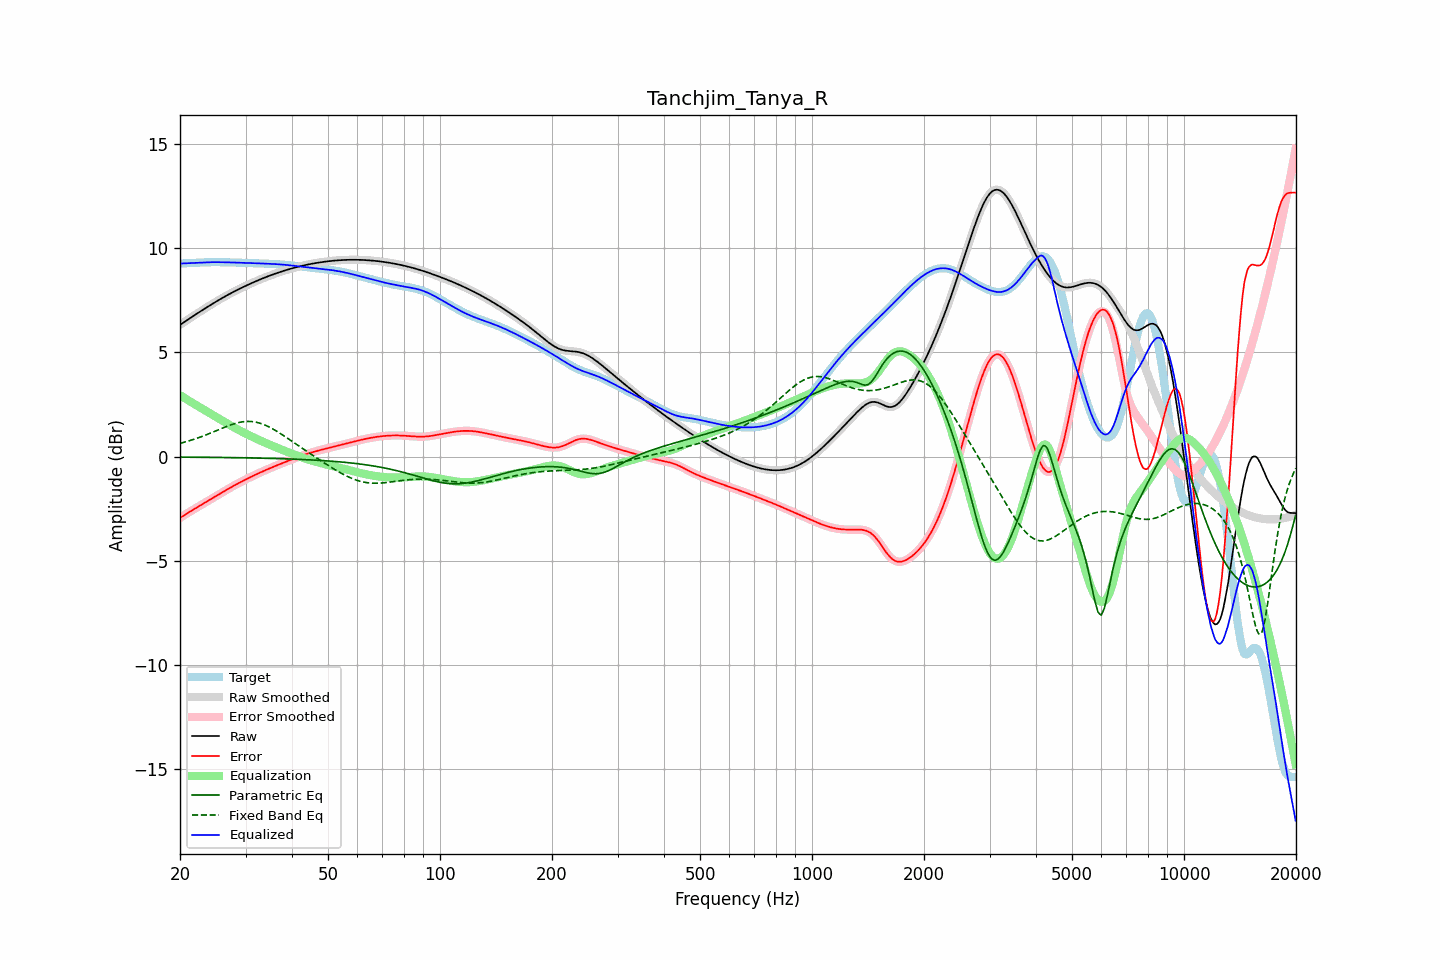 Tanchjim_Tanya_R
Amplitude (dBr)
15
10
5
0
−5
−10
−15
Target
Raw Smoothed
Error Smoothed
Raw
Error
Equalization
Parametric Eq
Fixed Band Eq
Equalized
20 50 100 200 500 1000 2000 5000 10000 20000
Frequency (Hz)